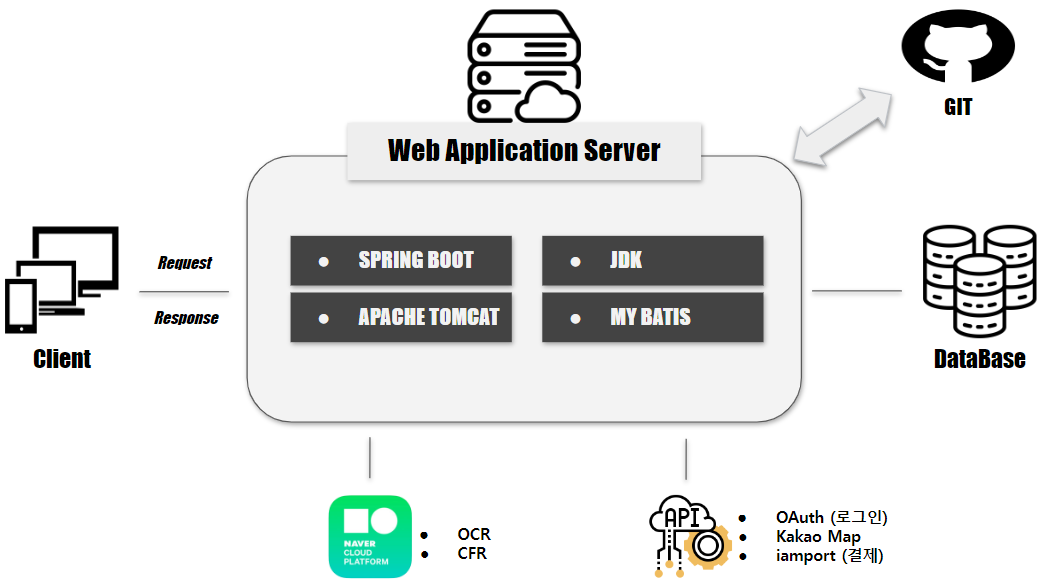 GIT
Web Application Server
Request
Response
Client
• SPRING BOOT
• JDK
• APACHE TOMCAT
• MY BATIS
DataBase
NAVER
CLOUD
PLATFORM
• OCR
• CFR
API
• OAuth (로그인)
• Kakao Map
• iamport (결제)